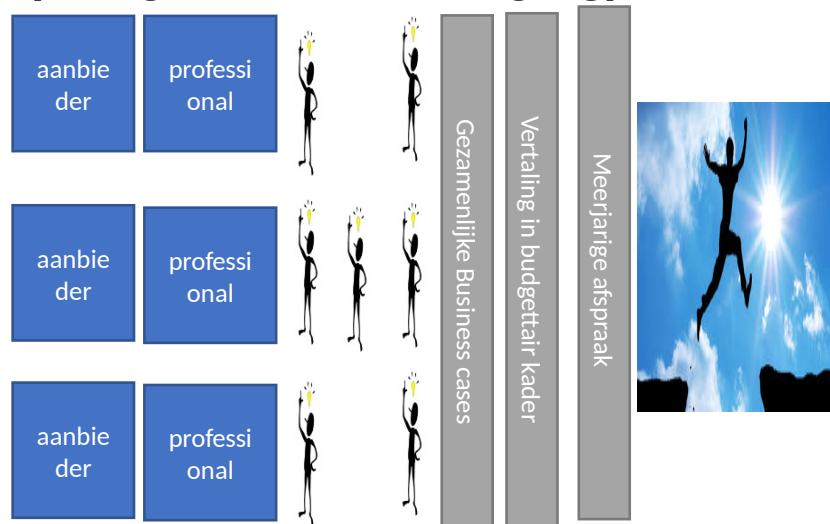 aanbie
der
professi
onal
aanbie
der
professi
onal
aanbie
der
professi
onal
Gezamenlijke Business cases
Vertaling in budgettair kader
Meerjarige afspraak